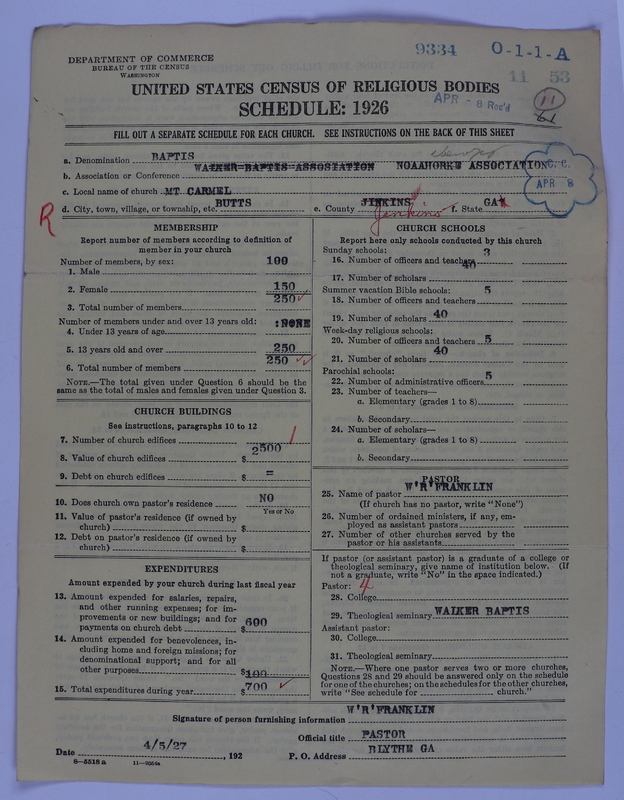 9334 0-1-1-A
DEPARTMENT OF COMMERCE
BUREAU OF THE CENSUS
WASHINGTON
11 53
UNITED STATES CENSUS OF RELIGIOUS BODIES
SCHEDULE: 1926
APR - 8 Rec'd
11
61
FILL OUT A SEPARATE SCHEDULE FOR EACH CHURCH. SEE INSTRUCTIONS ON THE BACK OF THIS SHEET
a. Denomination BAPTIS
b. Association or Conference WALKER BAPTIS ASSOSTATION NOAAHORKE ASSOCIATION
C. C.
APR 8
c. Local name of church MT CARMEL
d. City, town, village, or township, etc. BUTTS e. County JINKINS Jenkins f. State GA
R
MEMBERSHIP
Report number of members according to definition of
member in your church
Number of members, by sex:
1. Male 100
2. Female 150
3. Total number of members 250
Number of members under and over 13 years old:
4. Under 13 years of age :NONE
5. 13 years old and over 250
6. Total number of members 250
NOTE.—The total given under Question 6 should be the
same as the total of males and females given under Question 3.
CHURCH BUILDINGS
See instructions, paragraphs 10 to 12
7. Number of church edifices 1
8. Value of church edifices $ 2500
9. Debt on church edifices $ =
10. Does church own pastor's residence NO
Yes or No
11. Value of pastor's residence (if owned by
church) $
12. Debt on pastor's residence (if owned by
church) $
EXPENDITURES
Amount expended by your church during last fiscal year
13. Amount expended for salaries, repairs,
and other running expenses; for im-
provements or new buildings; and for
payments on church debt $600
14. Amount expended for benevolences, in-
cluding home and foreign missions; for
denominational support; and for all
other purposes $100
15. Total expenditures during year $700
CHURCH SCHOOLS
Report here only schools conducted by this church
Sunday schools:
16. Number of officers and teachers 3
40
17. Number of scholars
Summer vacation Bible schools: 5
18. Number of officers and teachers
19. Number of scholars 40
Week-day religious schools:
20. Number of officers and teachers 5
21. Number of scholars 40
Parochial schools:
22. Number of administrative officers 5
23. Number of teachers—
a. Elementary (grades 1 to 8)
b. Secondary
24. Number of scholars—
a. Elementary (grades 1 to 8)
b. Secondary
PASTOR
25. Name of pastor W'R'FRANKLIN
(If church has no pastor, write "None")
26. Number of ordained ministers, if any, em-
ployed as assistant pastors
27. Number of other churches served by the
pastor or his assistants
If pastor (or assistant pastor) is a graduate of a college or
theological seminary, give name of institution below. (If
not a graduate, write "No" in the space indicated.)
Pastor: 4
28. College
29. Theological seminary WALKER BAPTIS
Assistant pastor:
30. College
31. Theological seminary
NOTE.—Where one pastor serves two or more churches,
Questions 28 and 29 should be answered only on the schedule
for one of the churches; on the schedules for the other churches,
write "See schedule for church."
Signature of person furnishing information W'R'FRANKLIN
Official title PASTOR
Date 4/5/27, 192 P. O. Address BLYTHE GA
8—5518 a 11—9554a